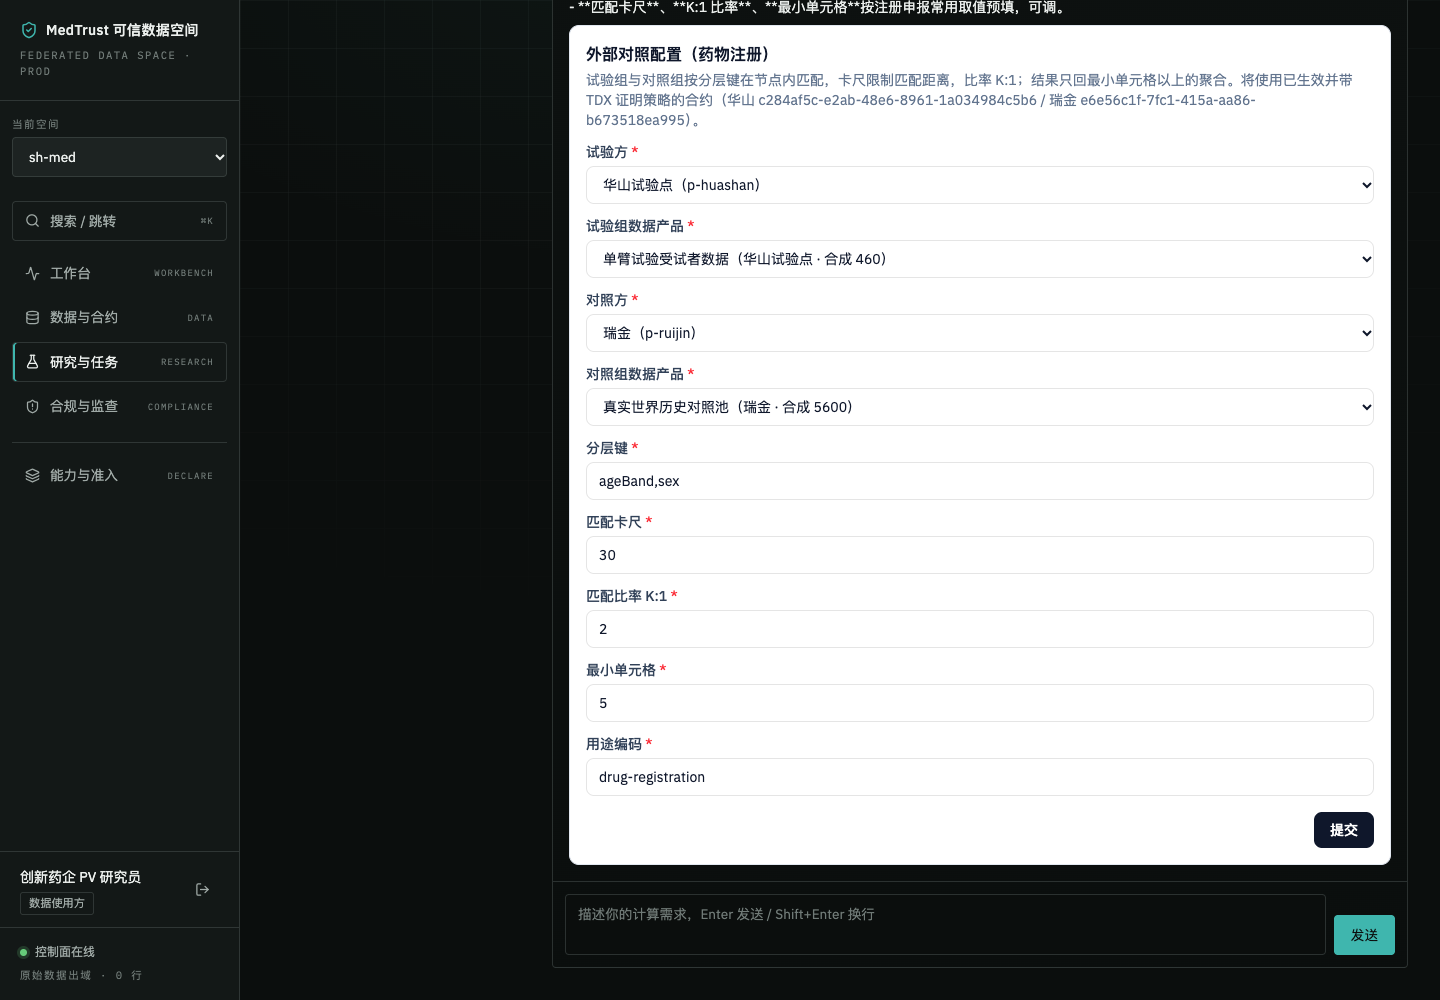 MedTrust 可信数据空间
FEDERATED DATA SPACE ·
PROD
当前空间
sh-med
搜索 / 跳转 ⌘K
工作台 WORKBENCH
数据与合约 DATA
研究与任务 RESEARCH
合规与监查 COMPLIANCE
能力与准入 DECLARE
创新药企 PV 研究员
数据使用方
控制面在线
原始数据出域 · 0 行
- **匹配卡尺**、**K:1 比率**、**最小单元格**按注册申报常用取值预填，可调。
外部对照配置（药物注册）
试验组与对照组按分层键在节点内匹配，卡尺限制匹配距离，比率 K:1；结果只回最小单元格以上的聚合。将使用已生效并带
TDX 证明策略的合约（华山 c284af5c-e2ab-48e6-8961-1a034984c5b6 / 瑞金 e6e56c1f-7fc1-415a-aa86-
b673518ea995）。
试验方 *
华山试验点（p-huashan）
试验组数据产品 *
单臂试验受试者数据（华山试验点 · 合成 460）
对照方 *
瑞金（p-ruijin）
对照组数据产品 *
真实世界历史对照池（瑞金 · 合成 5600）
分层键 *
ageBand,sex
匹配卡尺 *
30
匹配比率 K:1 *
2
最小单元格 *
5
用途编码 *
drug-registration
提交
描述你的计算需求，Enter 发送 / Shift+Enter 换行
发送